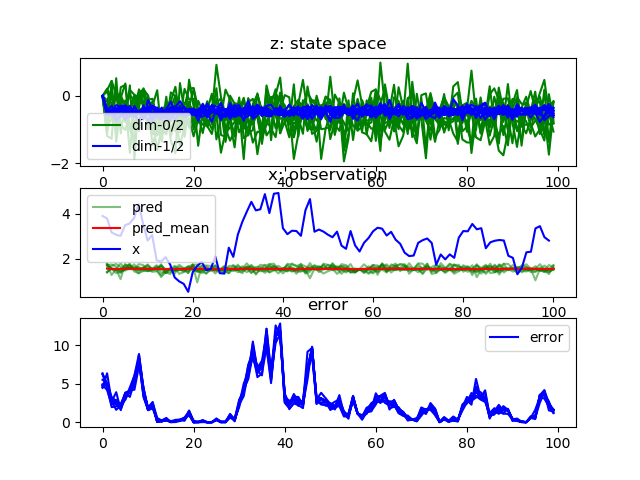 z: state space
0
−2
dim-0/2
dim-1/2
0 20 40 60 80 100
x: observation
4
2
pred
pred_mean
x
0 20 40 60 80 100
error
10
5
0
error
0 20 40 60 80 100